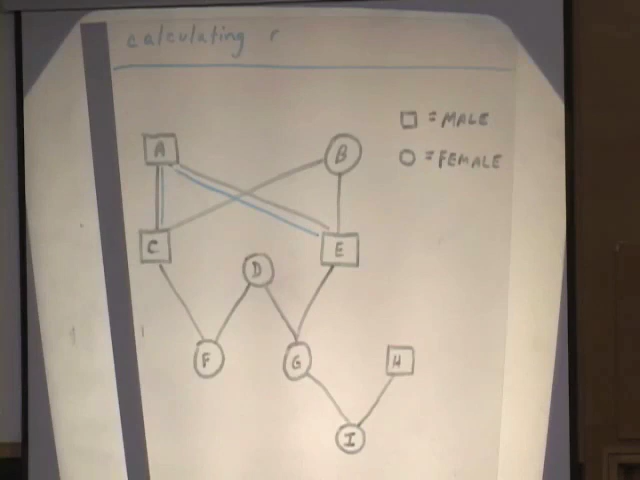 calculating r
□ = MALE
○ = FEMALE
A
B
C
E
D
F
G
H
I